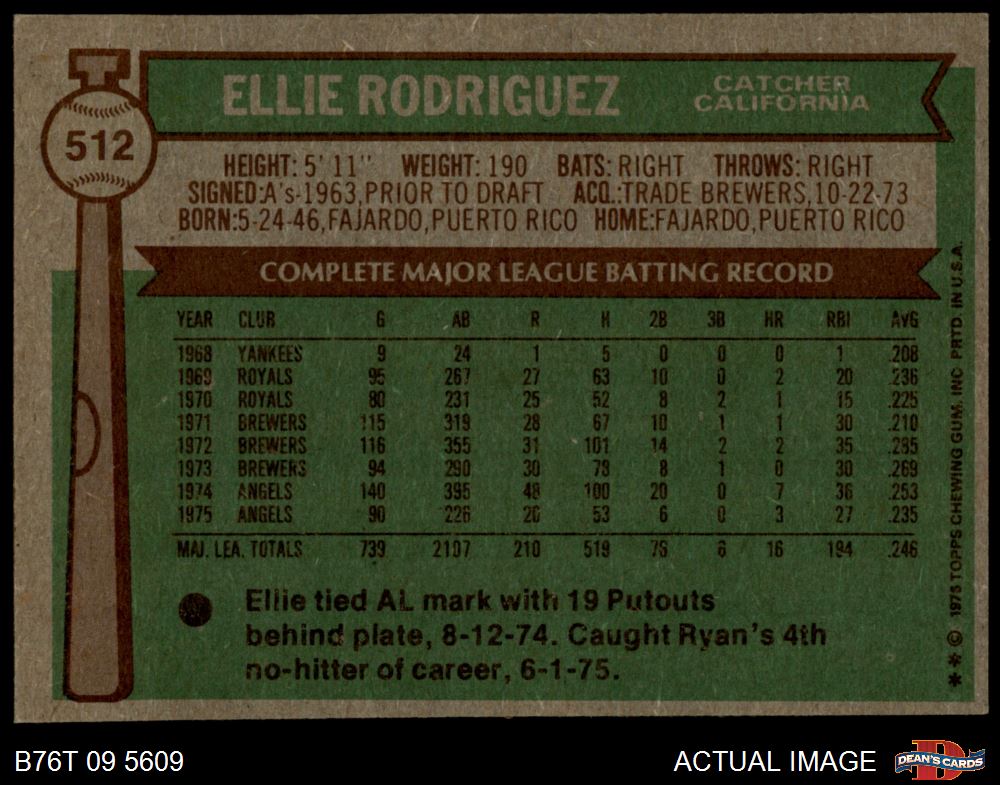 512
ELLIE RODRIGUEZ
CATCHER
CALIFORNIA
HEIGHT: 5' 11" WEIGHT: 190 BATS: RIGHT THROWS: RIGHT
SIGNED:A's-1963,PRIOR TO DRAFT ACQ.:TRADE BREWERS,10-22-73
BORN:5-24-46,FAJARDO,PUERTO RICO HOME:FAJARDO,PUERTO RICO
COMPLETE MAJOR LEAGUE BATTING RECORD
YEAR CLUB G AB R H 2B 3B HR RBI AVG
1968 YANKEES 9 24 1 5 0 0 0 1 .208
1969 ROYALS 95 267 27 63 10 0 2 20 .236
1970 ROYALS 80 231 25 52 8 2 1 15 .225
1971 BREWERS 115 319 28 67 10 1 1 30 .210
1972 BREWERS 116 355 31 101 14 2 2 35 .285
1973 BREWERS 94 290 30 78 8 1 0 30 .269
1974 ANGELS 140 395 48 100 20 0 7 36 .253
1975 ANGELS 90 226 20 53 6 0 3 27 .235
MAJ. LEA. TOTALS 739 2107 210 519 76 6 16 194 .246
Ellie tied AL mark with 19 Putouts
behind plate, 8-12-74. Caught Ryan's 4th
no-hitter of career, 6-1-75.
** © 1975 TOPPS CHEWING GUM, INC PRTD. IN U.S.A.
B76T 09 5609
ACTUAL IMAGE
DEAN'S CARDS